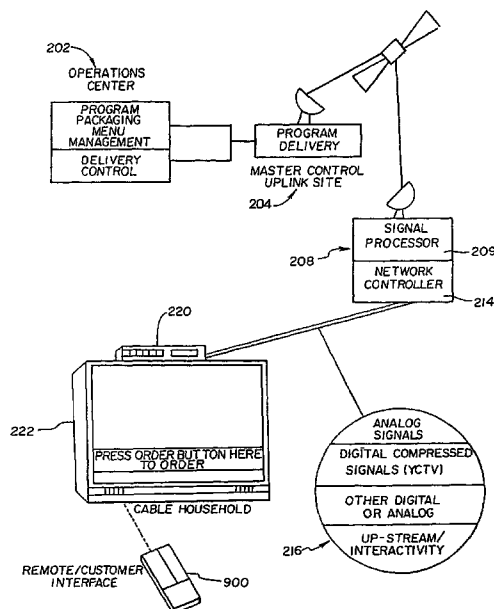 202
OPERATIONS
CENTER
PROGRAM
PACKAGING
MENU
MANAGEMENT
DELIVERY
CONTROL
PROGRAM
DELIVERY
MASTER CONTROL
UPLINK SITE
204
208
SIGNAL
PROCESSOR
209
NETWORK
CONTROLLER
214
220
222
PRESS ORDER BUTTON HERE
TO ORDER
CABLE HOUSEHOLD
REMOTE/CUSTOMER
INTERFACE
900
ANALOG
SIGNALS
DIGITAL COMPRESSED
SIGNALS (YCTV)
OTHER DIGITAL
OR ANALOG
UP-STREAM/
INTERACTIVITY
216